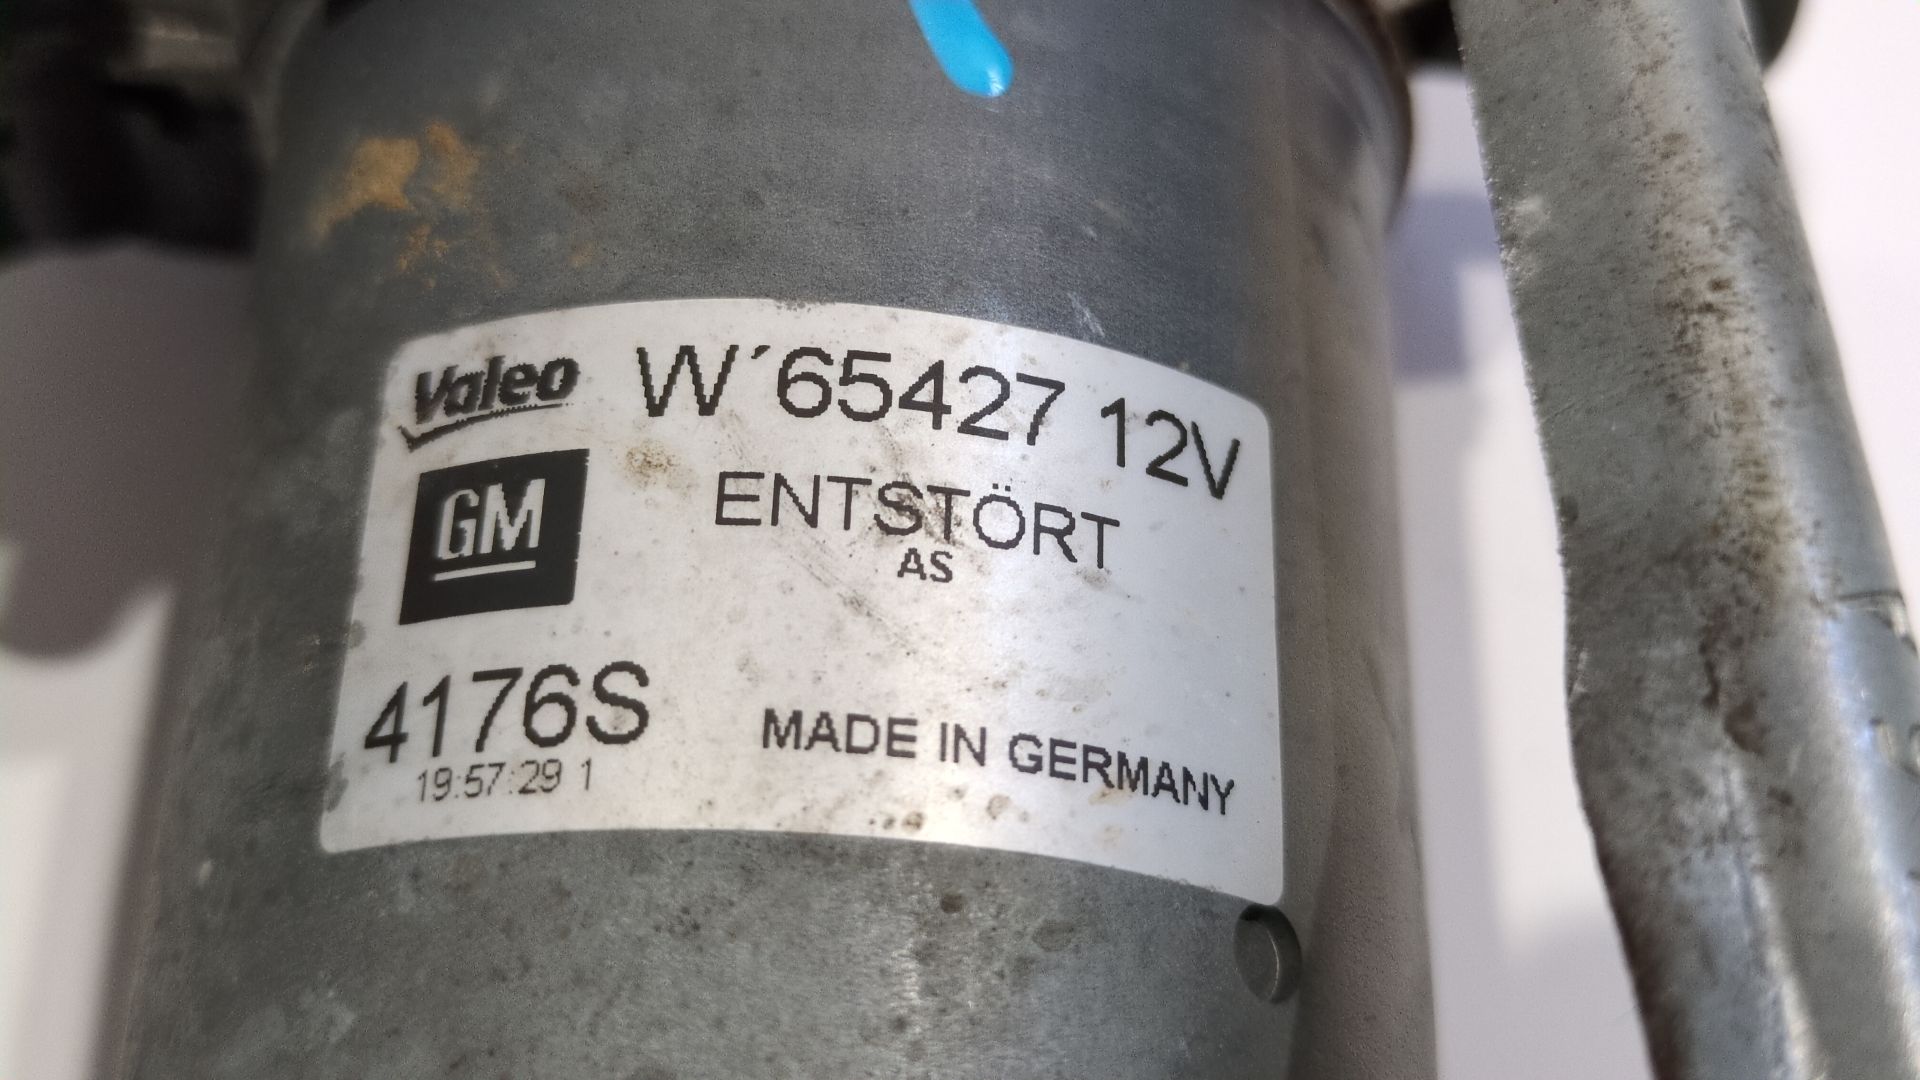 Valeo W´65427 12V
GM ENTSTÖRT
AS
4176S MADE IN GERMANY
19:57:29 1